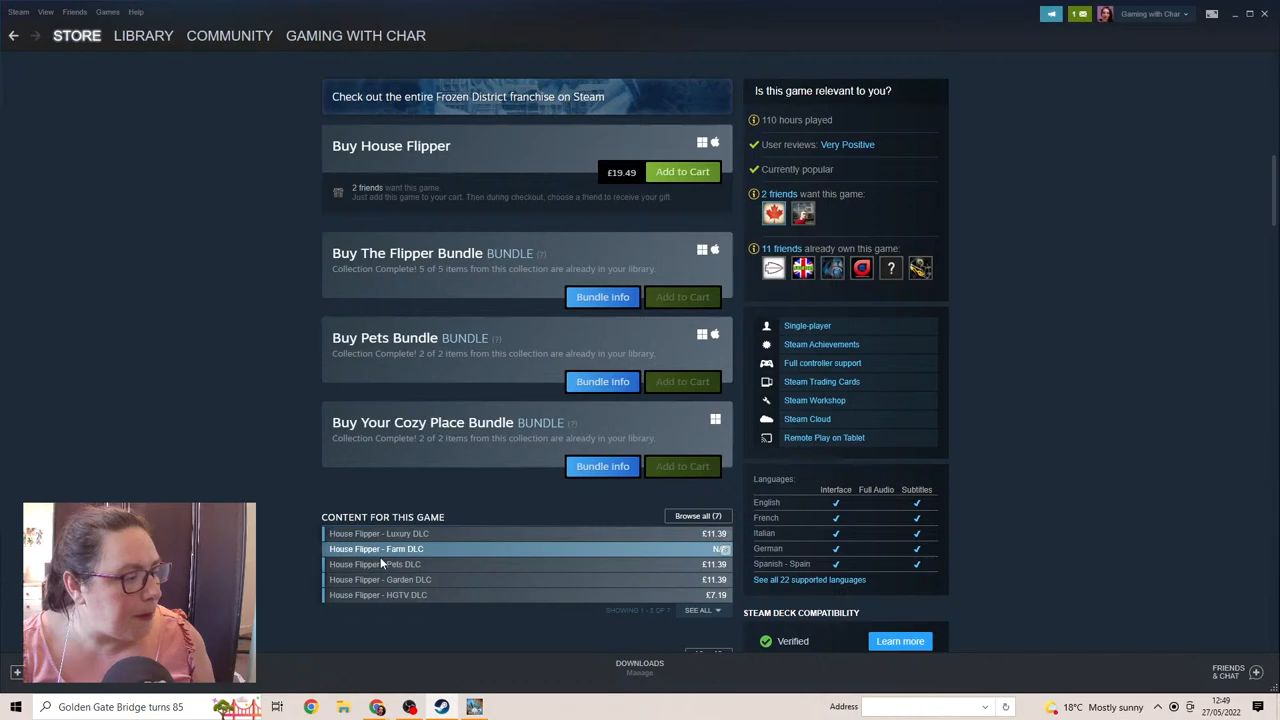 Steam View Friends Games Help
1
Gaming with Char
STORE LIBRARY COMMUNITY GAMING WITH CHAR
Check out the entire Frozen District franchise on Steam
Buy House Flipper
£19.49 Add to Cart
2 friends want this game.
Just add this game to your cart. Then during checkout, choose a friend to receive your gift.
Buy The Flipper Bundle BUNDLE (?)
Collection Complete! 5 of 5 items from this collection are already in your library.
Bundle info Add to Cart
Buy Pets Bundle BUNDLE (?)
Collection Complete! 2 of 2 items from this collection are already in your library.
Bundle info Add to Cart
Buy Your Cozy Place Bundle BUNDLE (?)
Collection Complete! 2 of 2 items from this collection are already in your library.
Bundle info Add to Cart
CONTENT FOR THIS GAME Browse all (7)
House Flipper - Luxury DLC £11.39
House Flipper - Farm DLC
House Flipper - Pets DLC £11.39
House Flipper - Garden DLC £11.39
House Flipper - HGTV DLC £7.19
SHOWING 1 - 5 OF 7 SEE ALL
Is this game relevant to you?
110 hours played
User reviews: Very Positive
Currently popular
2 friends want this game:
11 friends already own this game:
?
Single-player
Steam Achievements
Full controller support
Steam Trading Cards
Steam Workshop
Steam Cloud
Remote Play on Tablet
Languages:
Interface Full Audio Subtitles
English
French
Italian
German
Spanish - Spain
See all 22 supported languages
STEAM DECK COMPATIBILITY
Verified Learn more
DOWNLOADS
Manage
FRIENDS
& CHAT
Golden Gate Bridge turns 85
Address
18°C Mostly sunny
12:49
27/05/2022